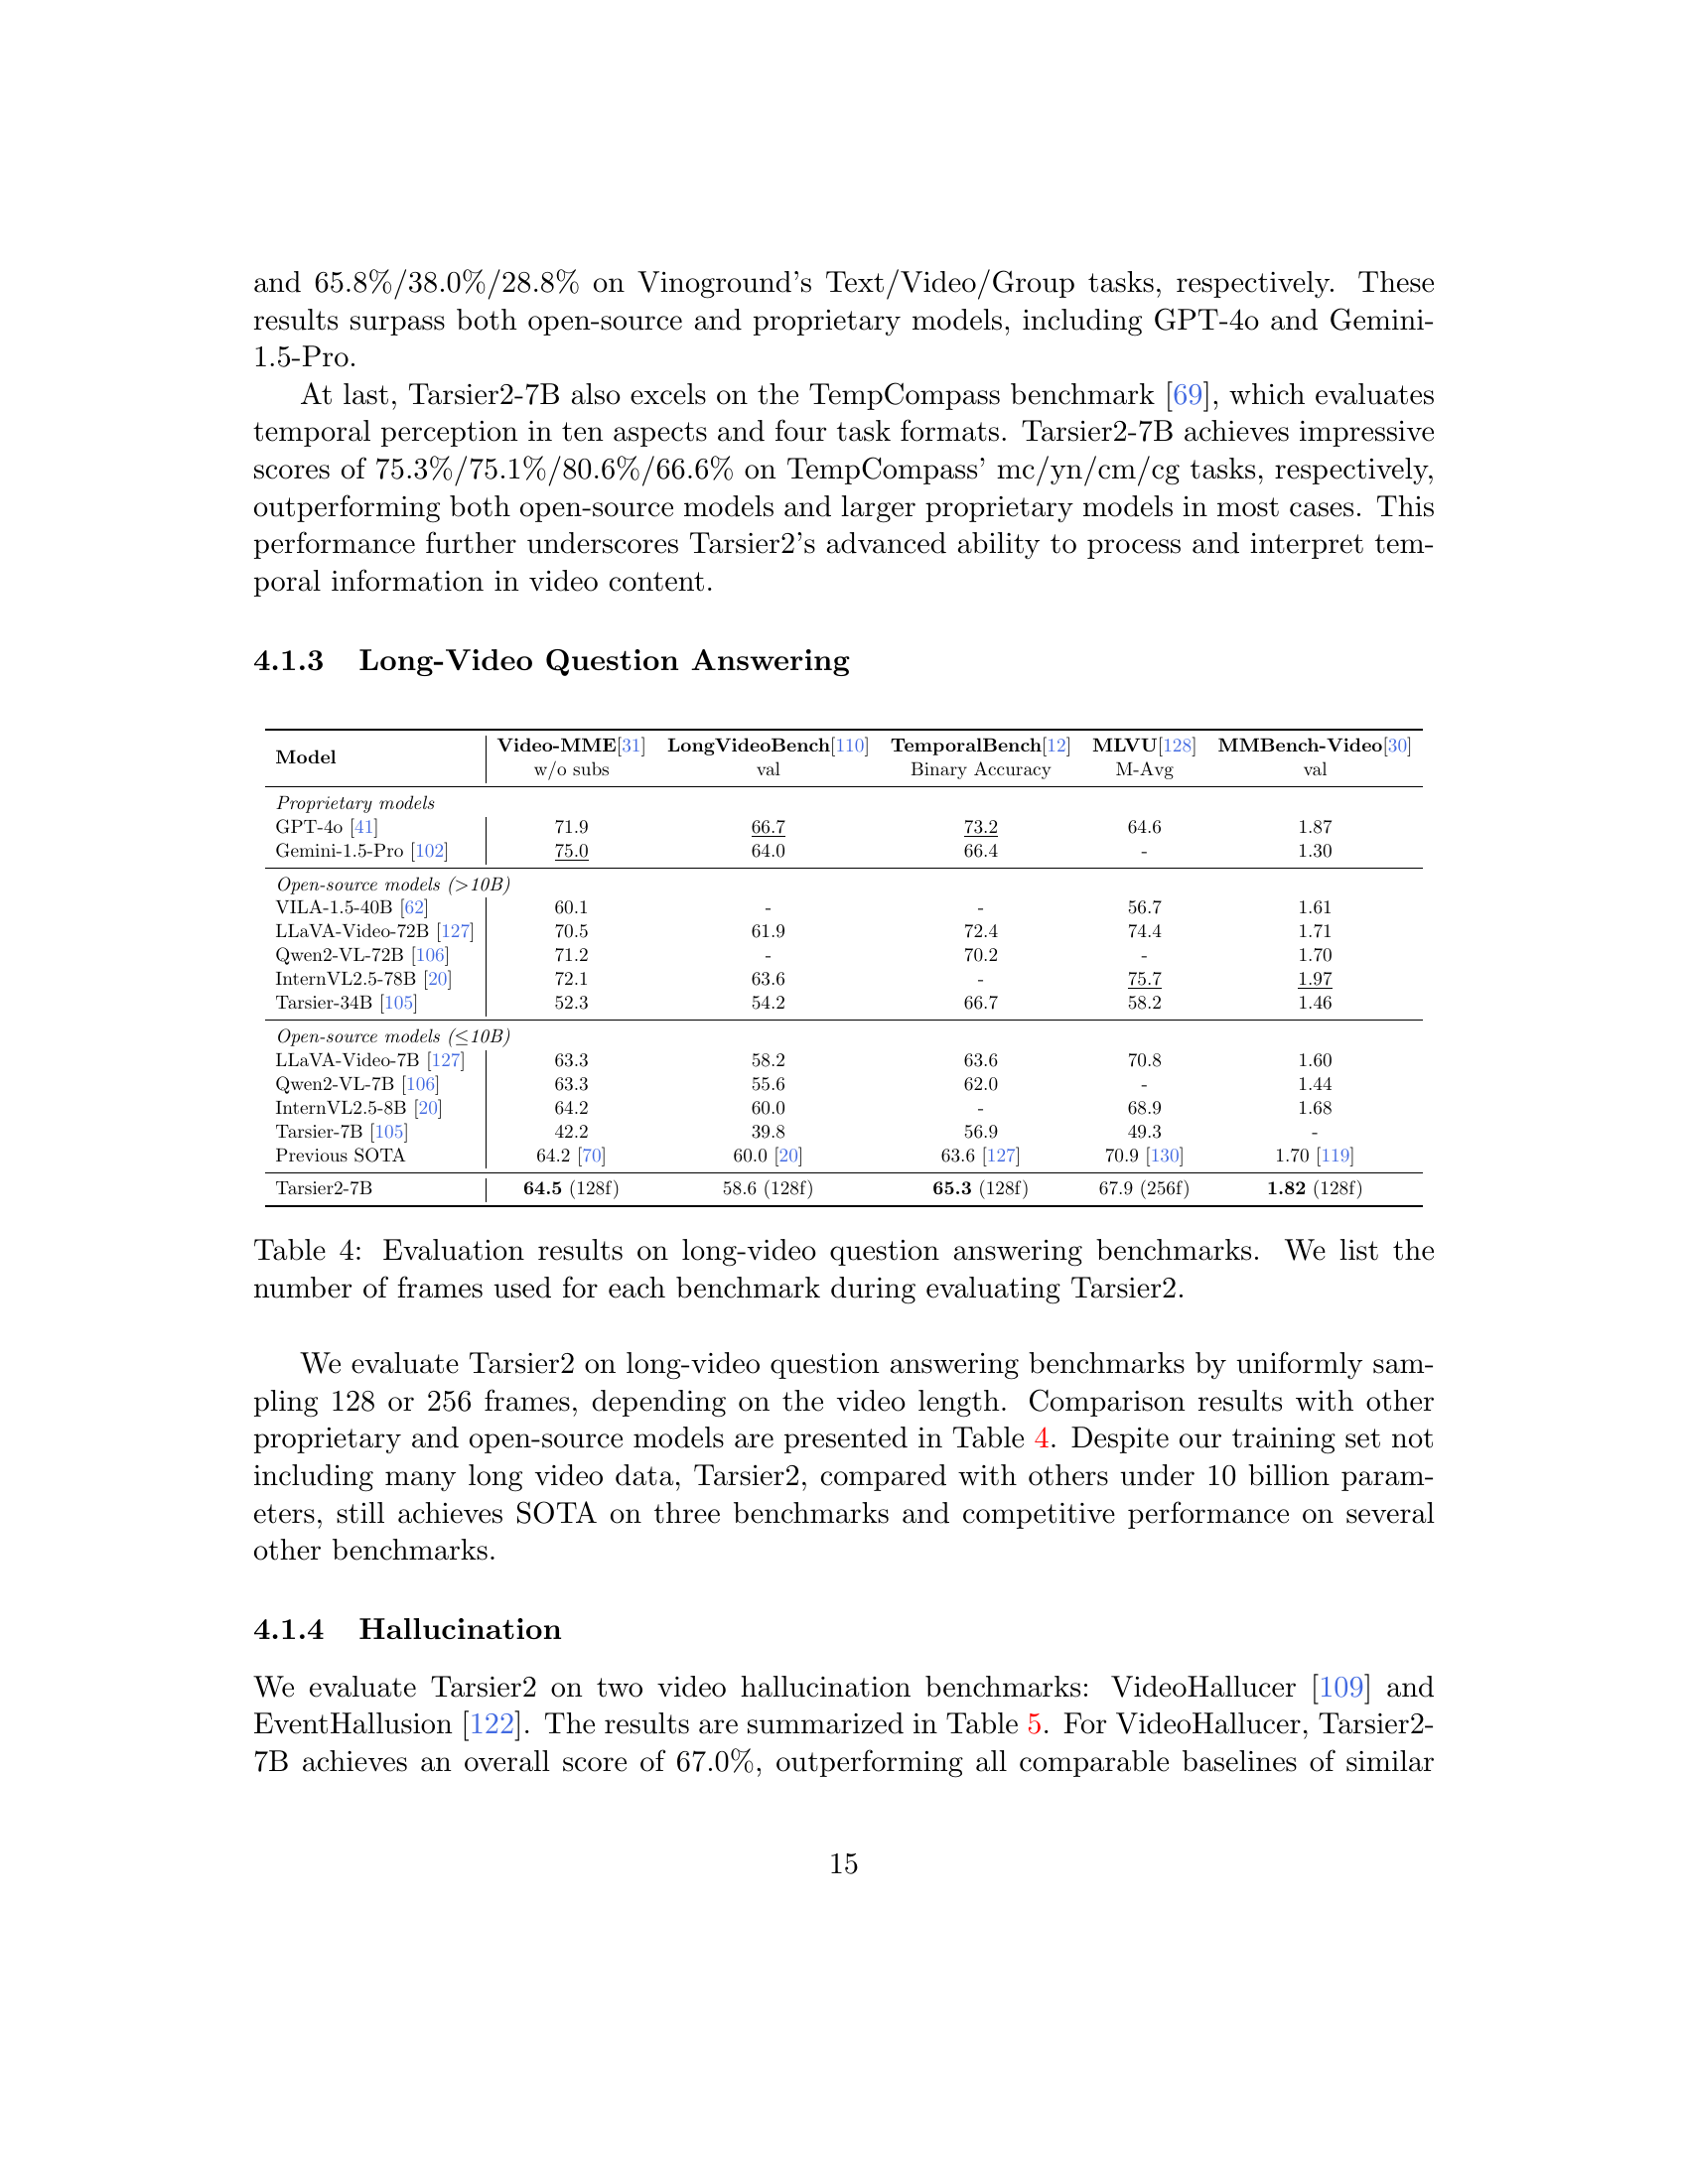 and 65.8%/38.0%/28.8% on Vinoground's Text/Video/Group tasks, respectively. These
results surpass both open-source and proprietary models, including GPT-4o and Gemini-
1.5-Pro.
At last, Tarsier2-7B also excels on the TempCompass benchmark [69], which evaluates
temporal perception in ten aspects and four task formats. Tarsier2-7B achieves impressive
scores of 75.3%/75.1%/80.6%/66.6% on TempCompass' mc/yn/cm/cg tasks, respectively,
outperforming both open-source models and larger proprietary models in most cases. This
performance further underscores Tarsier2's advanced ability to process and interpret tem-
poral information in video content.
4.1.3 Long-Video Question Answering
Model Video-MME[31] LongVideoBench[110] TemporalBench[12] MLVU[128] MMBench-Video[30]
w/o subs val Binary Accuracy M-Avg val
Proprietary models
GPT-4o [41] 71.9 66.7 73.2 64.6 1.87
Gemini-1.5-Pro [102] 75.0 64.0 66.4 - 1.30
Open-source models (>10B)
VILA-1.5-40B [62] 60.1 - - 56.7 1.61
LLaVA-Video-72B [127] 70.5 61.9 72.4 74.4 1.71
Qwen2-VL-72B [106] 71.2 - 70.2 - 1.70
InternVL2.5-78B [20] 72.1 63.6 - 75.7 1.97
Tarsier-34B [105] 52.3 54.2 66.7 58.2 1.46
Open-source models (≤10B)
LLaVA-Video-7B [127] 63.3 58.2 63.6 70.8 1.60
Qwen2-VL-7B [106] 63.3 55.6 62.0 - 1.44
InternVL2.5-8B [20] 64.2 60.0 - 68.9 1.68
Tarsier-7B [105] 42.2 39.8 56.9 49.3 -
Previous SOTA 64.2 [70] 60.0 [20] 63.6 [127] 70.9 [130] 1.70 [119]
Tarsier2-7B 64.5 (128f) 58.6 (128f) 65.3 (128f) 67.9 (256f) 1.82 (128f)
Table 4: Evaluation results on long-video question answering benchmarks. We list the
number of frames used for each benchmark during evaluating Tarsier2.
We evaluate Tarsier2 on long-video question answering benchmarks by uniformly sam-
pling 128 or 256 frames, depending on the video length. Comparison results with other
proprietary and open-source models are presented in Table 4. Despite our training set not
including many long video data, Tarsier2, compared with others under 10 billion param-
eters, still achieves SOTA on three benchmarks and competitive performance on several
other benchmarks.
4.1.4 Hallucination
We evaluate Tarsier2 on two video hallucination benchmarks: VideoHallucer [109] and
EventHallusion [122]. The results are summarized in Table 5. For VideoHallucer, Tarsier2-
7B achieves an overall score of 67.0%, outperforming all comparable baselines of similar
15